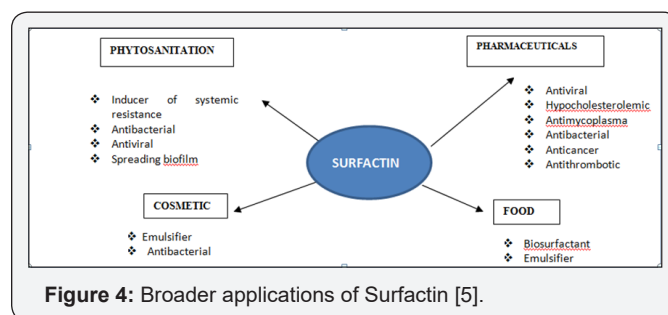 PHYTOSANITATION
❖ Inducer of systemic
resistance
❖ Antibacterial
❖ Antiviral
❖ Spreading biofilm
PHARMACEUTICALS
❖ Antiviral
❖ Hypocholesterolemic
❖ Antimycoplasma
❖ Antibacterial
❖ Anticancer
❖ Antithrombotic
SURFACTIN
COSMETIC
❖ Emulsifier
❖ Antibacterial
FOOD
❖ Biosurfactant
❖ Emulsifier
Figure 4: Broader applications of Surfactin [5].